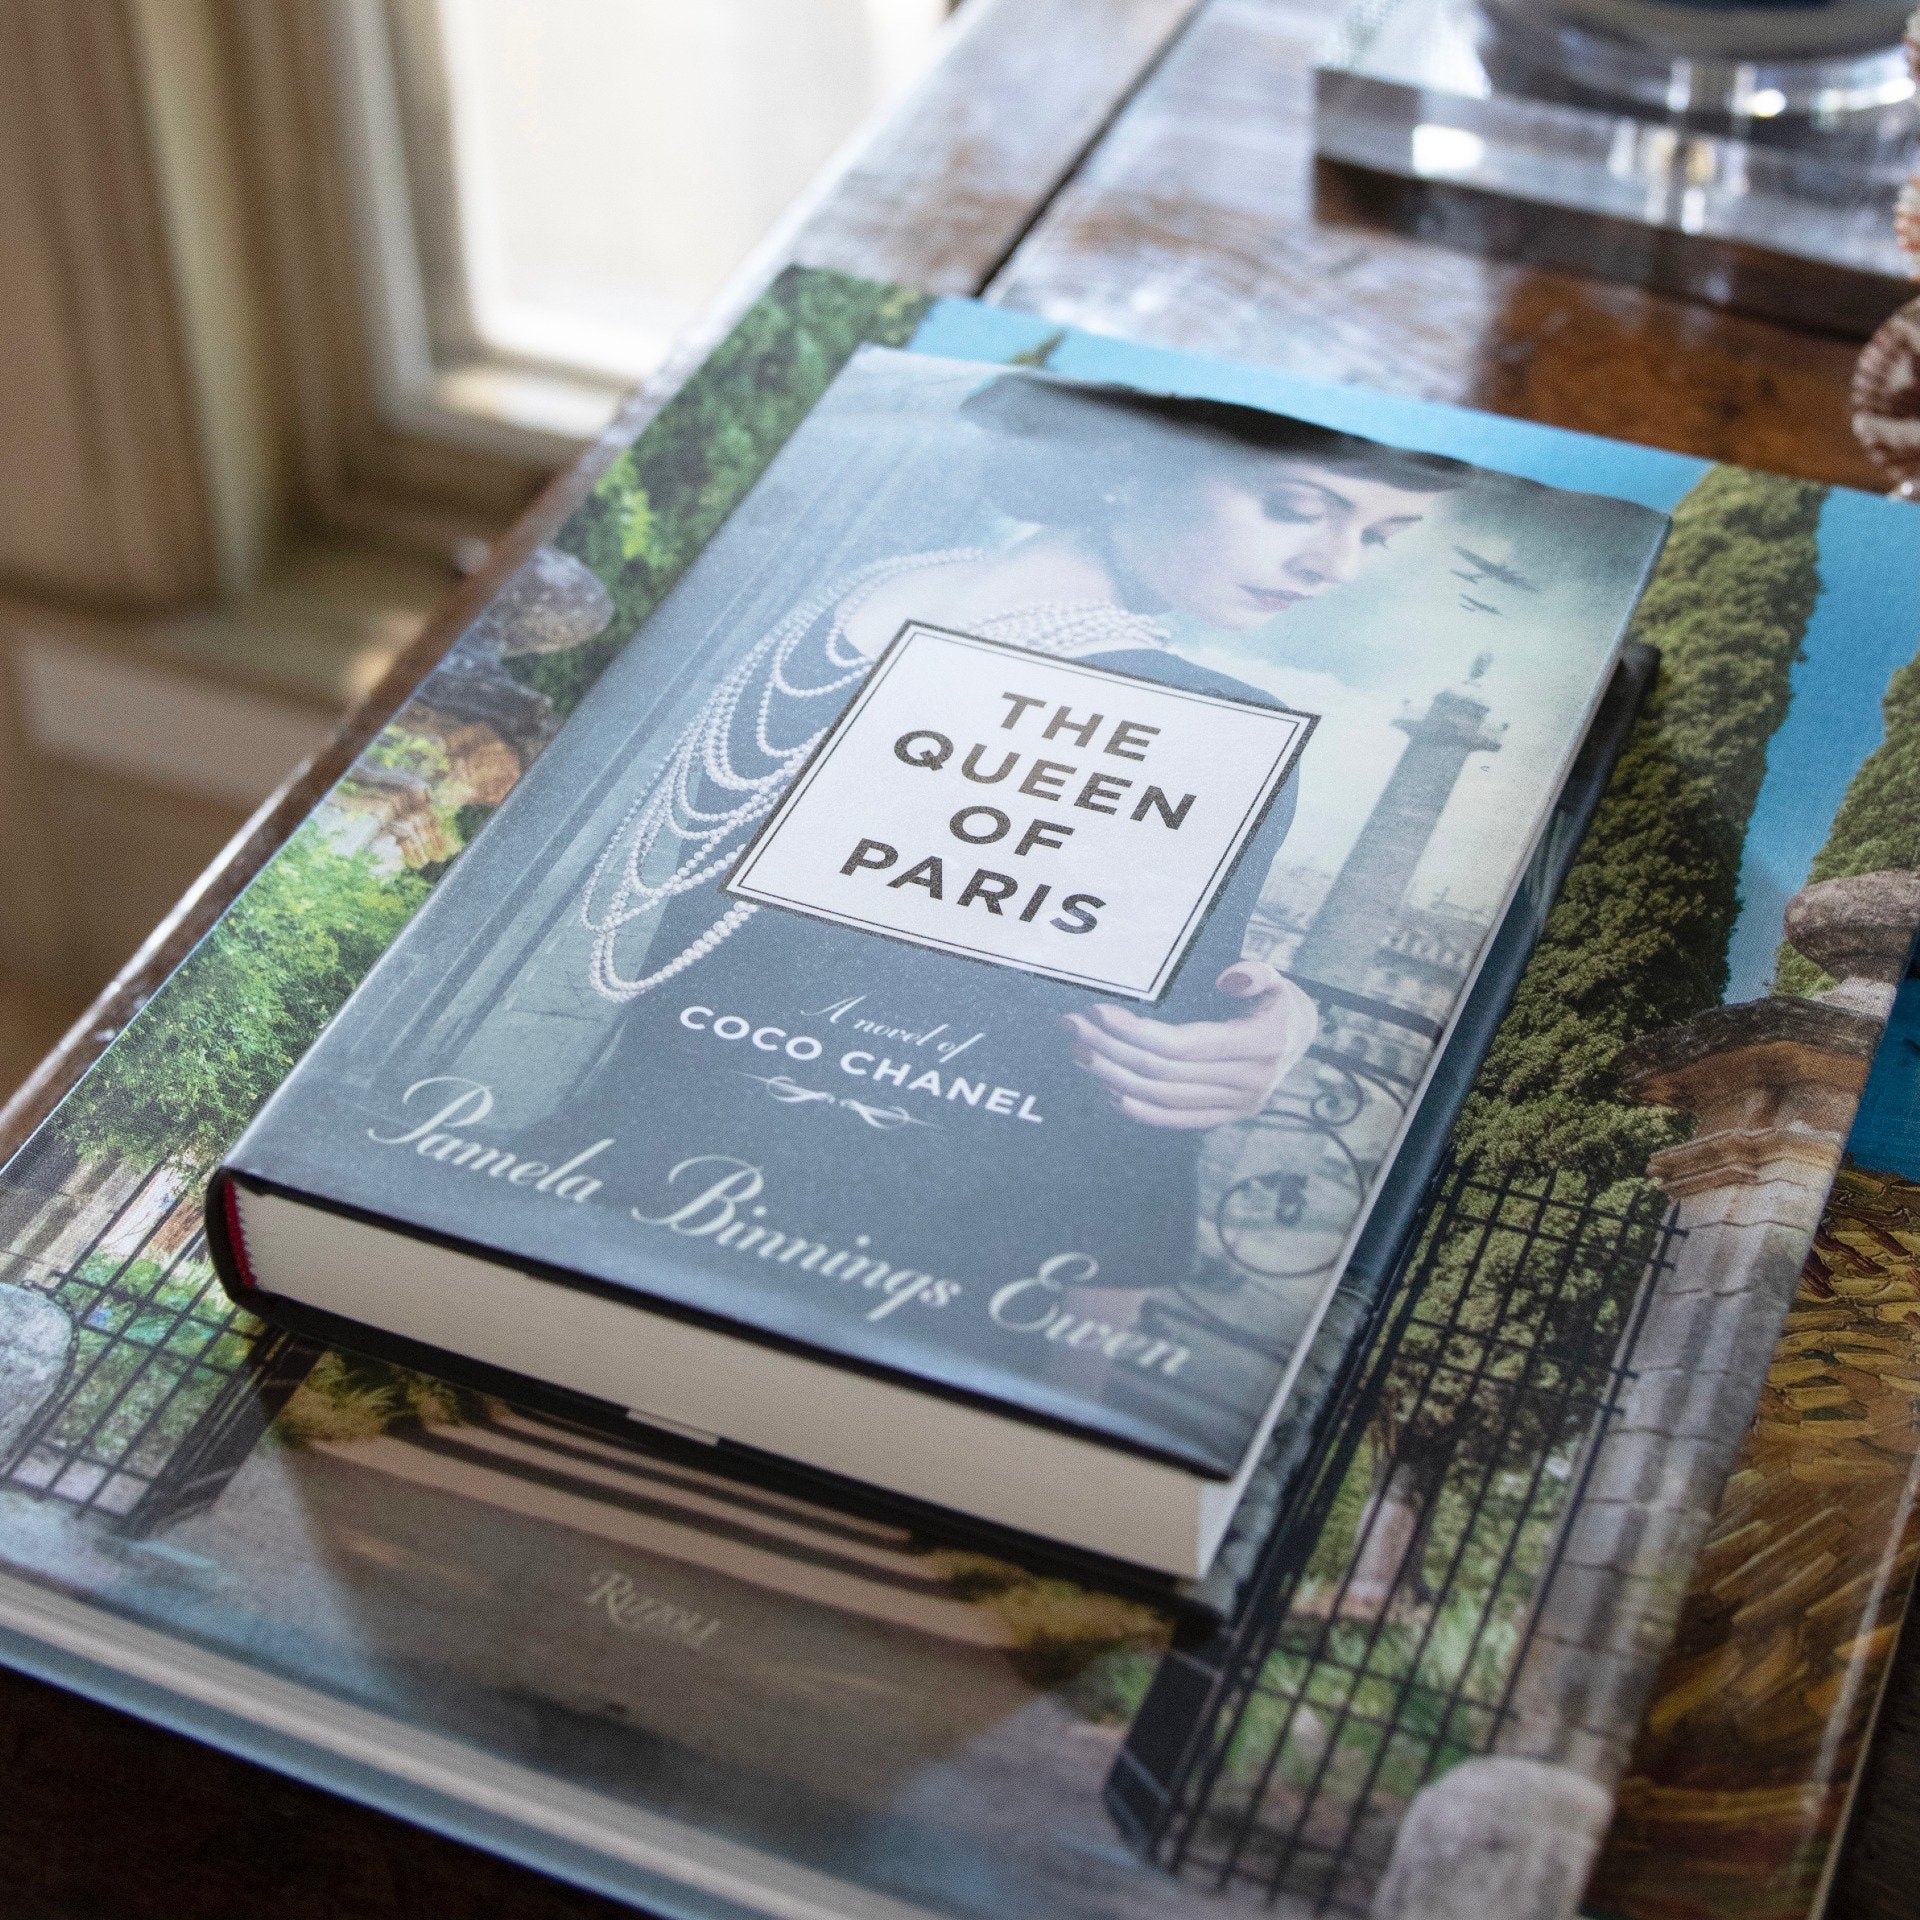 THE
QUEEN
OF
PARIS
A novel of
COCO CHANEL
Pamela Binnings Ewen
RIZZOLI